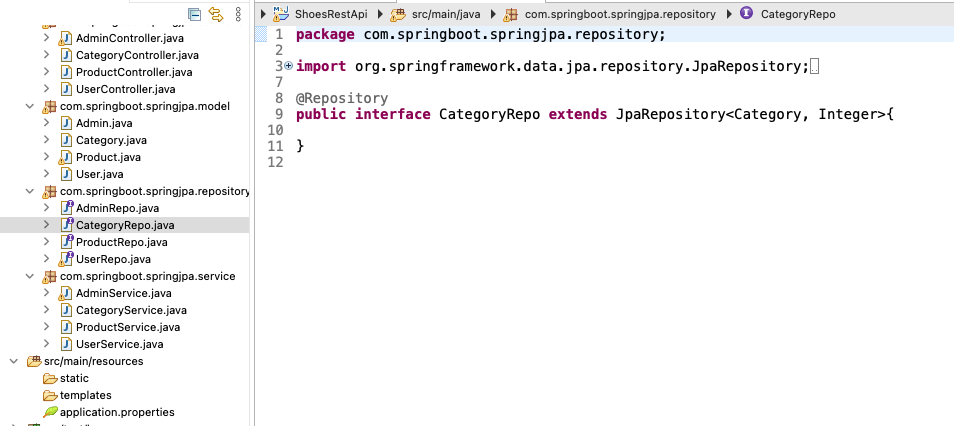 AdminController.java
CategoryController.java
ProductController.java
UserController.java
com.springboot.springjpa.model
Admin.java
Category.java
Product.java
User.java
com.springboot.springjpa.repository
AdminRepo.java
CategoryRepo.java
ProductRepo.java
UserRepo.java
com.springboot.springjpa.service
AdminService.java
CategoryService.java
ProductService.java
UserService.java
src/main/resources
static
templates
application.properties
ShoesRestApi src/main/java com.springboot.springjpa.repository CategoryRepo
1 package com.springboot.springjpa.repository;
2
3 import org.springframework.data.jpa.repository.JpaRepository;
7
8 @Repository
9 public interface CategoryRepo extends JpaRepository<Category, Integer>{
10
11 }
12